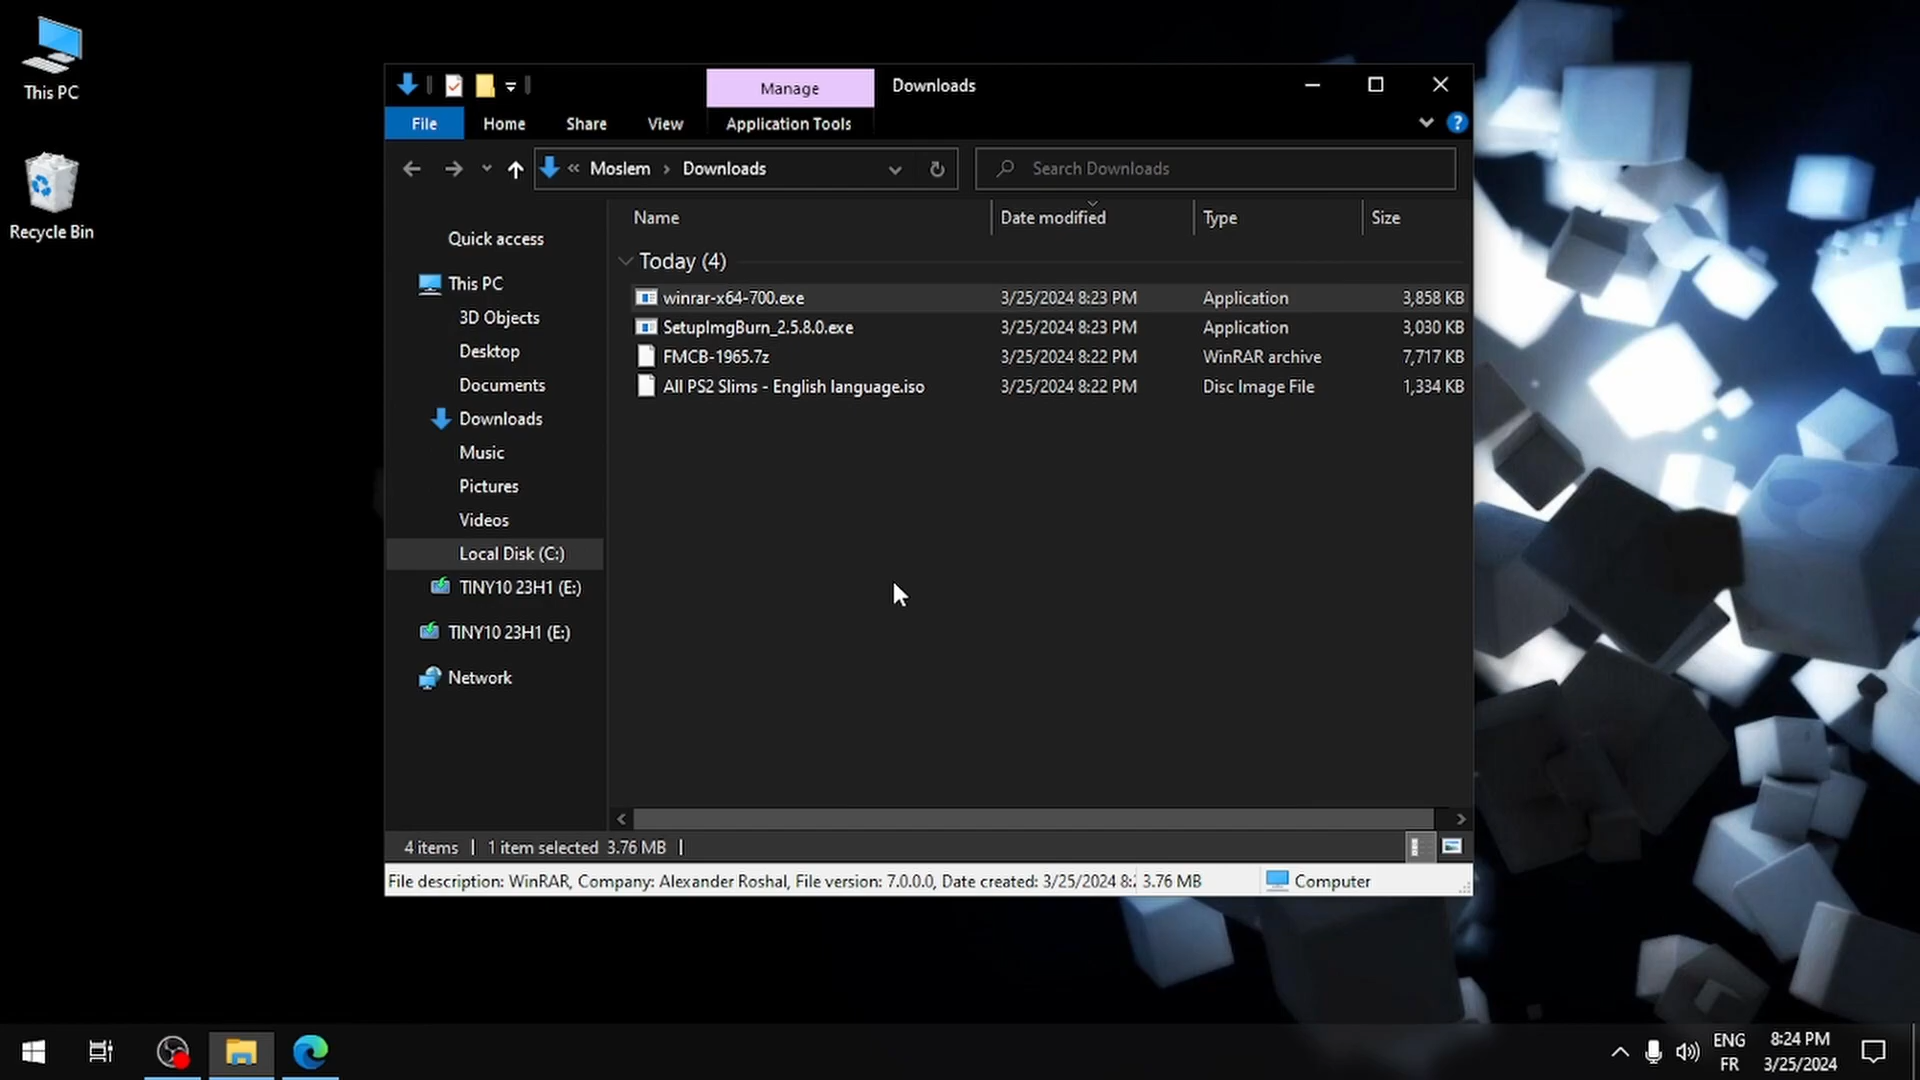 This PC
Recycle Bin
Manage
Downloads
File
Home
Share
View
Application Tools
?
« Moslem > Downloads
Search Downloads
Name
Date modified
Type
Size
Quick access
This PC
3D Objects
Desktop
Documents
Downloads
Music
Pictures
Videos
Local Disk (C:)
TINY10 23H1 (E:)
TINY10 23H1 (E:)
Network
Today (4)
winrar-x64-700.exe 3/25/2024 8:23 PM Application 3,858 KB
SetupImgBurn_2.5.8.0.exe 3/25/2024 8:23 PM Application 3,030 KB
FMCB-1965.7z 3/25/2024 8:22 PM WinRAR archive 7,717 KB
All PS2 Slims - English language.iso 3/25/2024 8:22 PM Disc Image File 1,334 KB
4 items | 1 item selected 3.76 MB |
File description: WinRAR, Company: Alexander Roshal, File version: 7.0.0.0, Date created: 3/25/2024 8: 3.76 MB
Computer
ENG
FR
8:24 PM
3/25/2024